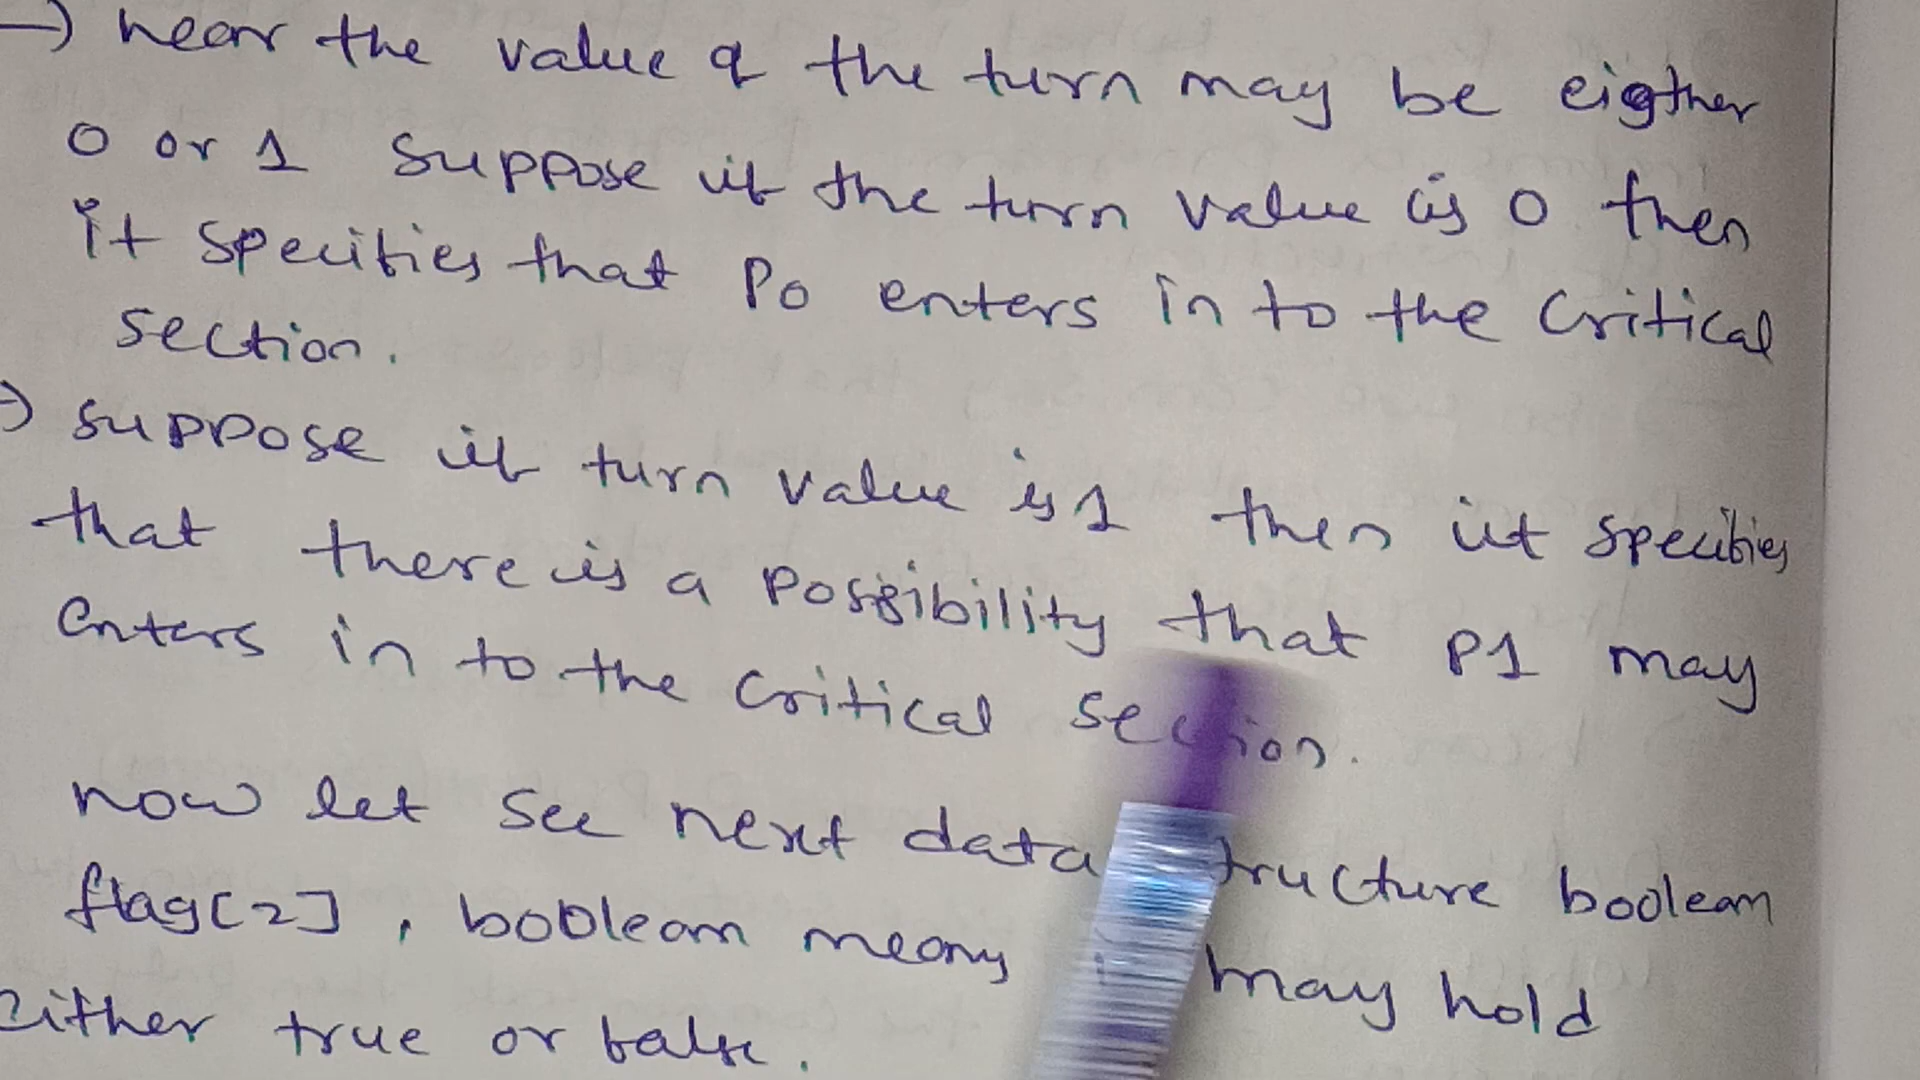 → hear the value of the turn may be eigther
0 or 1 suppose if the turn value is 0 then
it specifies that P0 enters in to the critical
section.
→ suppose if turn value is 1 then it specifies
that there is a possibility that P1 may
enters in to the critical section.
now let see next data structure boolean
flag[2], boolean means may hold
either true or false.